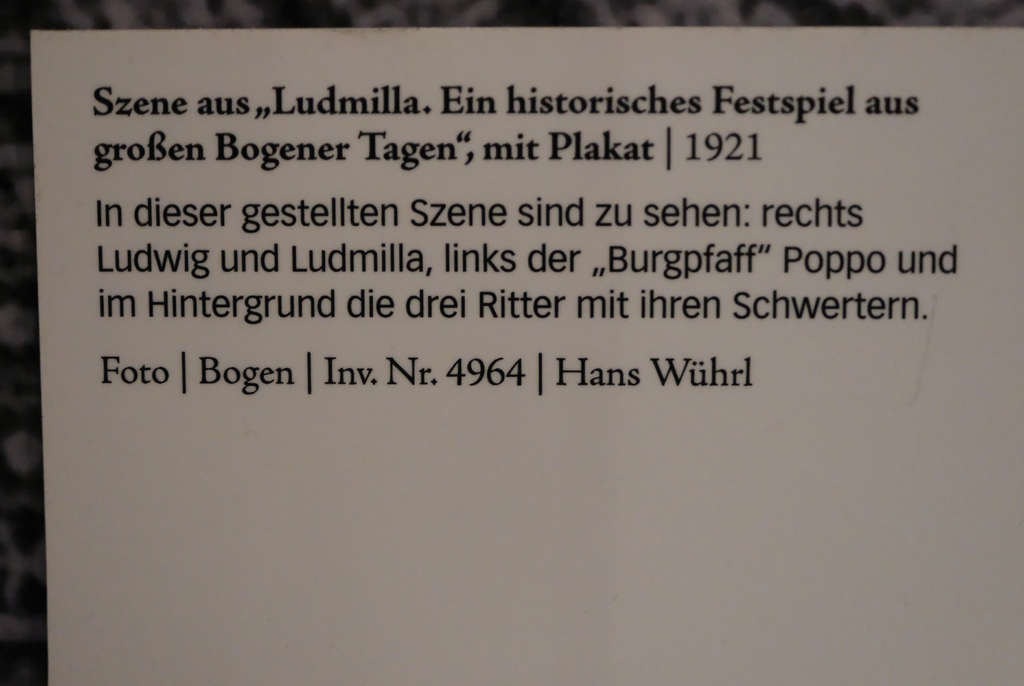 Szene aus „Ludmilla. Ein historisches Festspiel aus
großen Bogener Tagen“, mit Plakat | 1921
In dieser gestellten Szene sind zu sehen: rechts
Ludwig und Ludmilla, links der „Burgpfaff“ Poppo und
im Hintergrund die drei Ritter mit ihren Schwertern.
Foto | Bogen | Inv. Nr. 4964 | Hans Wührl